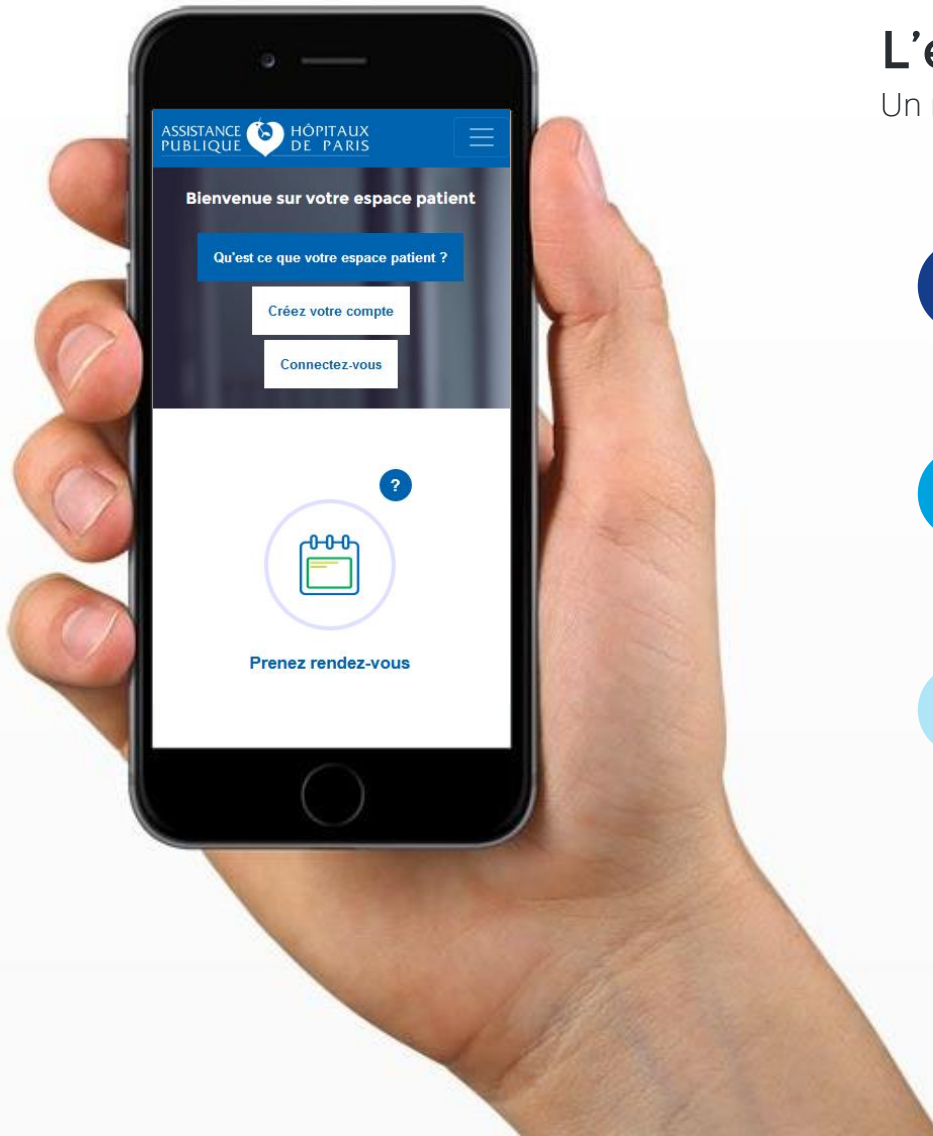 L'e
Un
ASSISTANCE HÔPITAUX
PUBLIQUE DE PARIS
Bienvenue sur votre espace patient
Qu'est ce que votre espace patient ?
Créez votre compte
Connectez-vous
?
Prenez rendez-vous